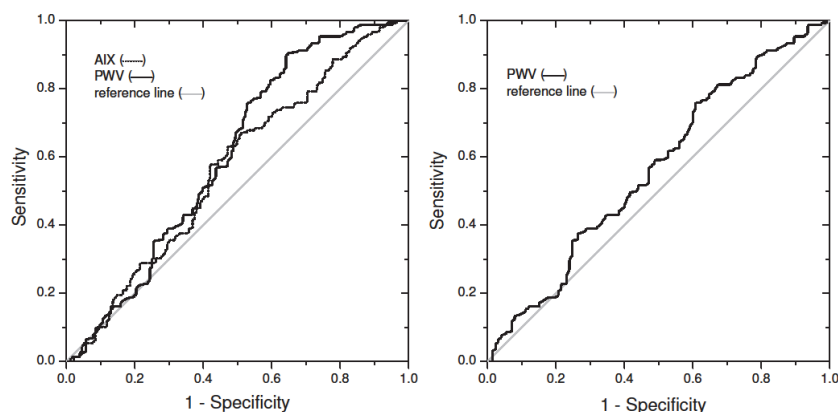 AIX (········)
PWV (——)
reference line (——)
Sensitivity
1.0
0.8
0.6
0.4
0.2
0.0
0.0 0.2 0.4 0.6 0.8 1.0
1 - Specificity
PWV (——)
reference line (——)
Sensitivity
1.0
0.8
0.6
0.4
0.2
0.0
0.0 0.2 0.4 0.6 0.8 1.0
1 - Specificity